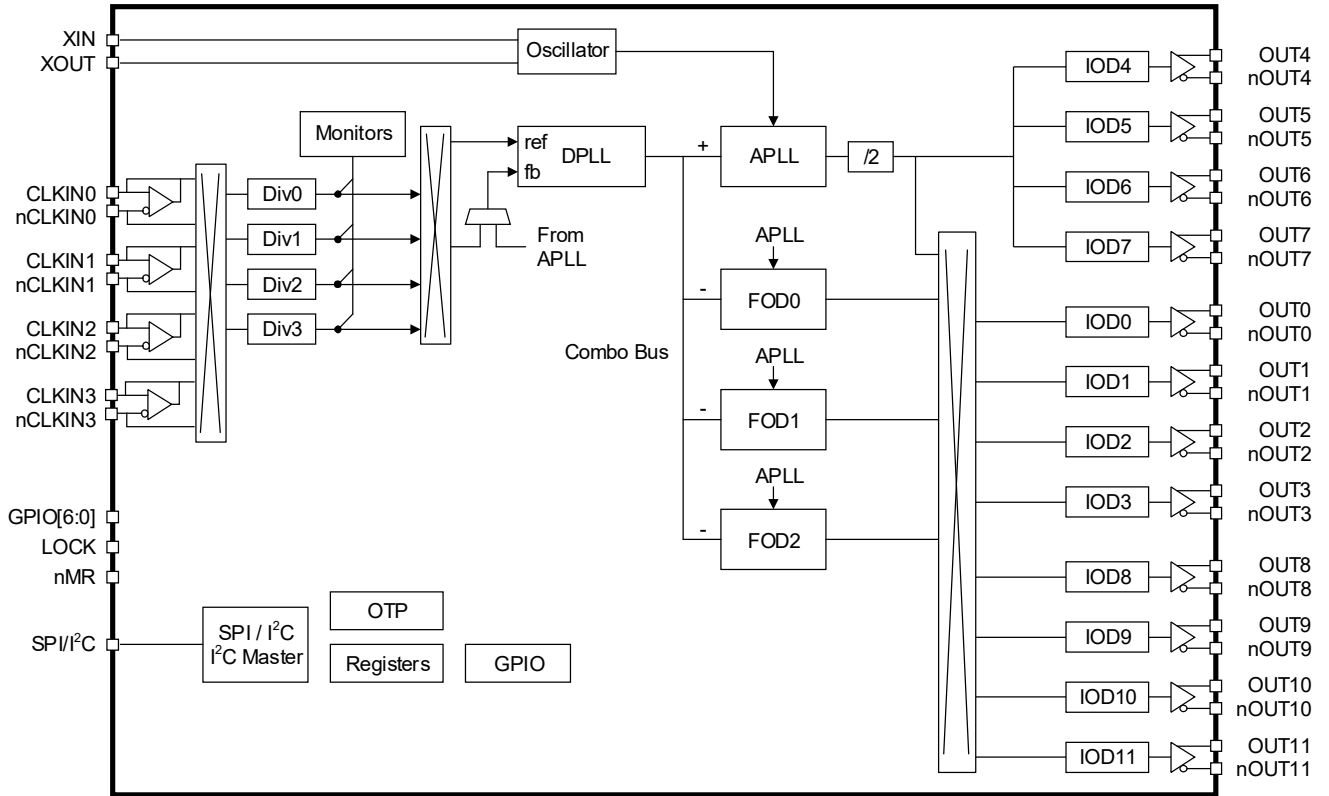 XIN
XOUT
Oscillator
Monitors
ref
fb
DPLL
+
APLL
/2
CLKIN0
nCLKIN0
CLKIN1
nCLKIN1
CLKIN2
nCLKIN2
CLKIN3
nCLKIN3
Div0
Div1
Div2
Div3
From
APLL
APLL
-
FOD0
Combo Bus
APLL
-
FOD1
APLL
-
FOD2
IOD4
OUT4
nOUT4
IOD5
OUT5
nOUT5
IOD6
OUT6
nOUT6
IOD7
OUT7
nOUT7
IOD0
OUT0
nOUT0
IOD1
OUT1
nOUT1
IOD2
OUT2
nOUT2
IOD3
OUT3
nOUT3
IOD8
OUT8
nOUT8
IOD9
OUT9
nOUT9
IOD10
OUT10
nOUT10
IOD11
OUT11
nOUT11
GPIO[6:0]
LOCK
nMR
SPI/I²C
SPI / I²C
I²C Master
OTP
Registers
GPIO